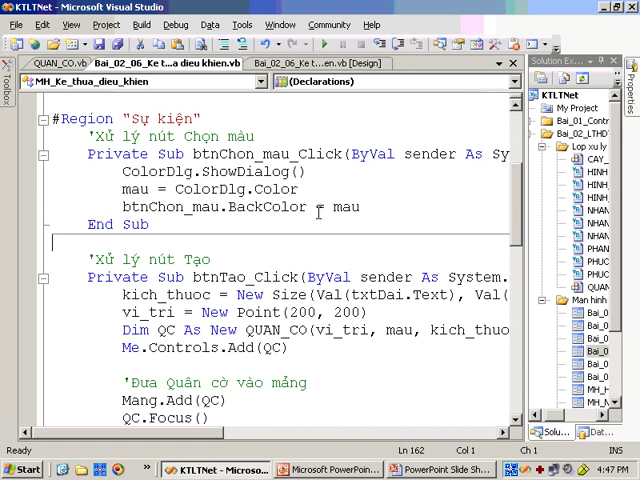 KTLTNet - Microsoft Visual Studio
File Edit View Project Build Debug Data Tools Window Community Help
QUAN_CO.vb Bai_02_06_Ke t...a dieu khien.vb Bai_02_06_Ke t...en.vb [Design]
MH_Ke_thua_dieu_khien (Declarations)
Toolbox
#Region "Sự kiện"
'Xử lý nút Chọn màu
Private Sub btnChon_mau_Click(ByVal sender As Sy
ColorDlg.ShowDialog()
mau = ColorDlg.Color
btnChon_mau.BackColor = mau
End Sub
'Xử lý nút Tạo
Private Sub btnTao_Click(ByVal sender As System.
kich_thuoc = New Size(Val(txtDai.Text), Val(
vi_tri = New Point(200, 200)
Dim QC As New QUAN_CO(vi_tri, mau, kich_thuo
Me.Controls.Add(QC)
'Đưa Quân cờ vào mảng
Mang.Add(QC)
QC.Focus()
Solution Ex...
KTLTNet
My Project
Bai_01_Contr
Bai_02_LTHD
Lop xu ly
CAY_
HINH
HINH
HINH
NHAN
NHAN
NHAN
PHAN
PHUC
PHUC
QUAN
Man hinh
Bai_0
Bai_0
Bai_0
Bai_0
Bai_0
Bai_0
MH_H
MH_N
Solu... Dat...
Properties
Ready Ln 162 Col 1 Ch 1 INS
Start » KTLTNet - Microso... Microsoft PowerPoint... PowerPoint Slide Sh... 4:47 PM